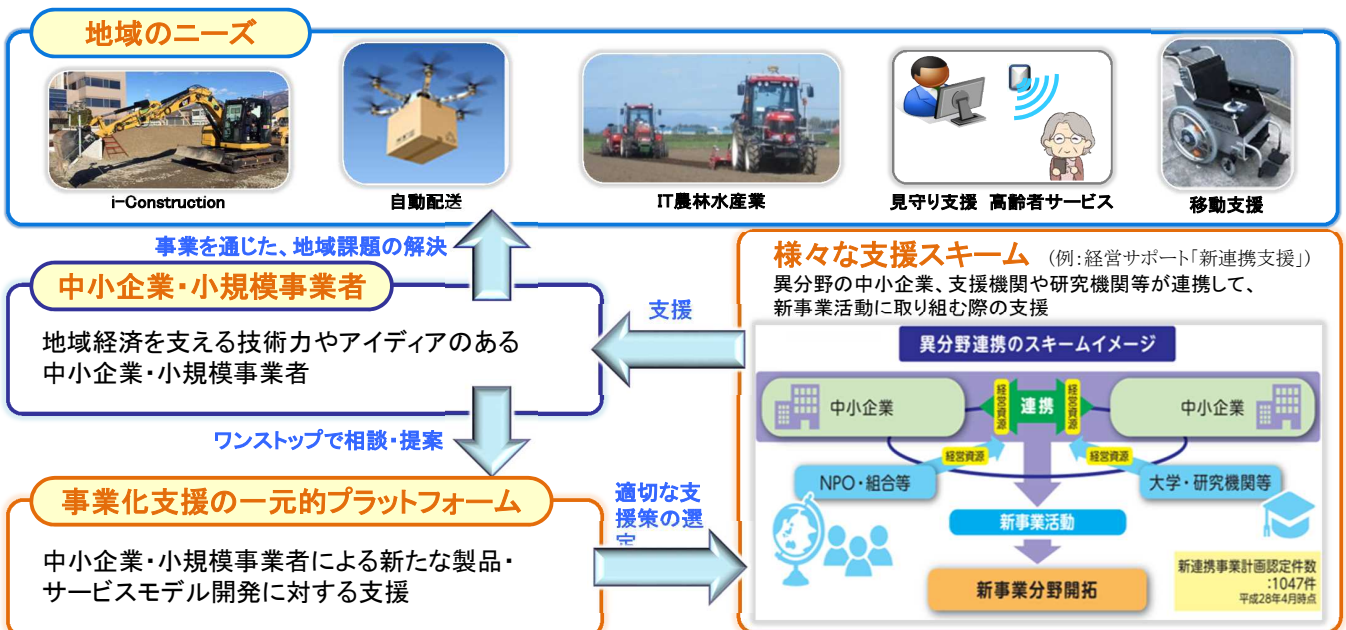 地域のニーズ
i-Construction
自動配送
IT農林水産業
見守り支援 高齢者サービス
移動支援
事業を通じた、地域課題の解決
中小企業・小規模事業者
地域経済を支える技術力やアイディアのある
中小企業・小規模事業者
支援
ワンストップで相談・提案
事業化支援の一元的プラットフォーム
中小企業・小規模事業者による新たな製品・
サービスモデル開発に対する支援
適切な支
援策の選
定
様々な支援スキーム (例:経営サポート「新連携支援」)
異分野の中小企業、支援機関や研究機関等が連携して、
新事業活動に取り組む際の支援
異分野連携のスキームイメージ
中小企業
経営資源
連携
経営資源
中小企業
経営資源
経営資源
NPO・組合等
大学・研究機関等
新事業活動
新事業分野開拓
新連携事業計画認定件数
:1047件
平成28年4月時点